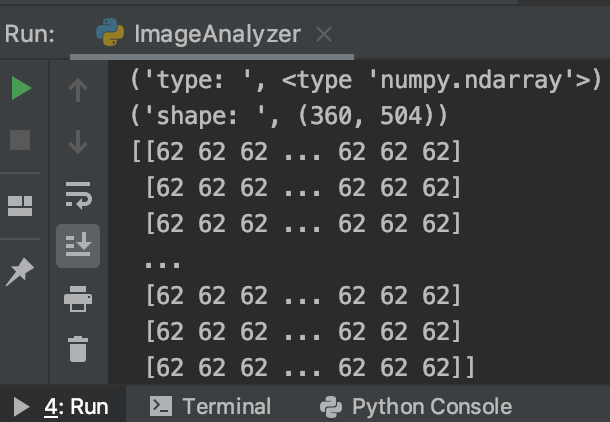 Run: ImageAnalyzer
('type: ', <type 'numpy.ndarray'>)
('shape: ', (360, 504))
[[62 62 62 ... 62 62 62]
 [62 62 62 ... 62 62 62]
 [62 62 62 ... 62 62 62]
 ...
 [62 62 62 ... 62 62 62]
 [62 62 62 ... 62 62 62]
 [62 62 62 ... 62 62 62]]
4: Run Terminal Python Console